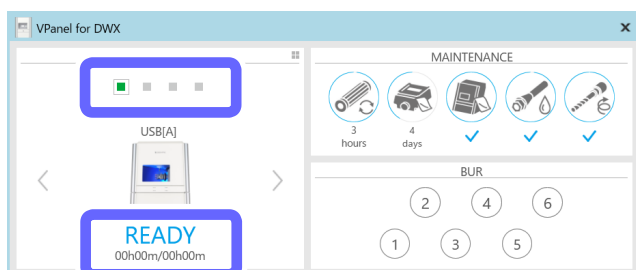 VPanel for DWX
USB[A]
READY
00h00m/00h00m
MAINTENANCE
3
hours
4
days
BUR
2 4 6
1 3 5